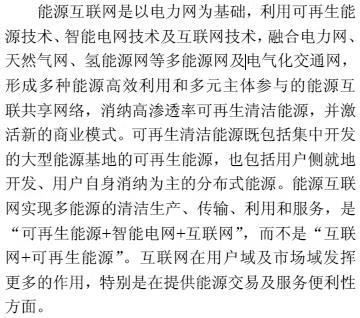 能源互联网是以电力网为基础，利用可再生能
源技术、智能电网技术及互联网技术，融合电力网、
天然气网、氢能源网等多能源网及电气化交通网，
形成多种能源高效利用和多元主体参与的能源互
联共享网络，消纳高渗透率可再生清洁能源，并激
活新的商业模式。可再生清洁能源既包括集中开发
的大型能源基地的可再生能源，也包括用户侧就地
开发、用户自身消纳为主的分布式能源。能源互联
网实现多能源的清洁生产、传输、利用和服务，是
“可再生能源+智能电网+互联网”，而不是“互联
网+可再生能源”。互联网在用户域及市场域发挥
更多的作用，特别是在提供能源交易及服务便利性
方面。